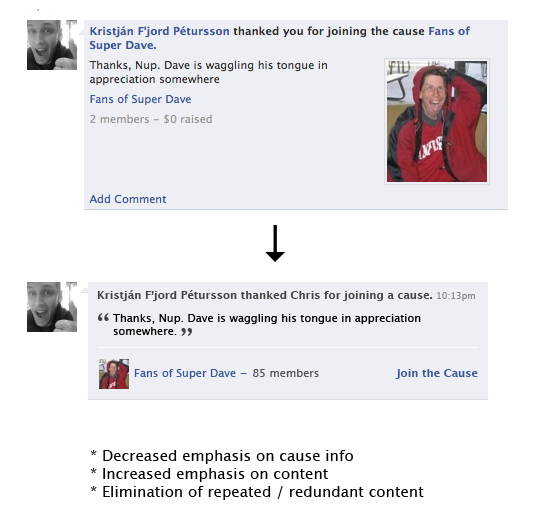 Kristján F'jord Pétursson thanked you for joining the cause Fans of
Super Dave.
Thanks, Nup. Dave is waggling his tongue in
appreciation somewhere
Fans of Super Dave
2 members – $0 raised
Add Comment
Kristján F'jord Pétursson thanked Chris for joining a cause. 10:13pm
“ Thanks, Nup. Dave is waggling his tongue in appreciation
somewhere. ”
Fans of Super Dave – 85 members
Join the Cause
* Decreased emphasis on cause info
* Increased emphasis on content
* Elimination of repeated / redundant content